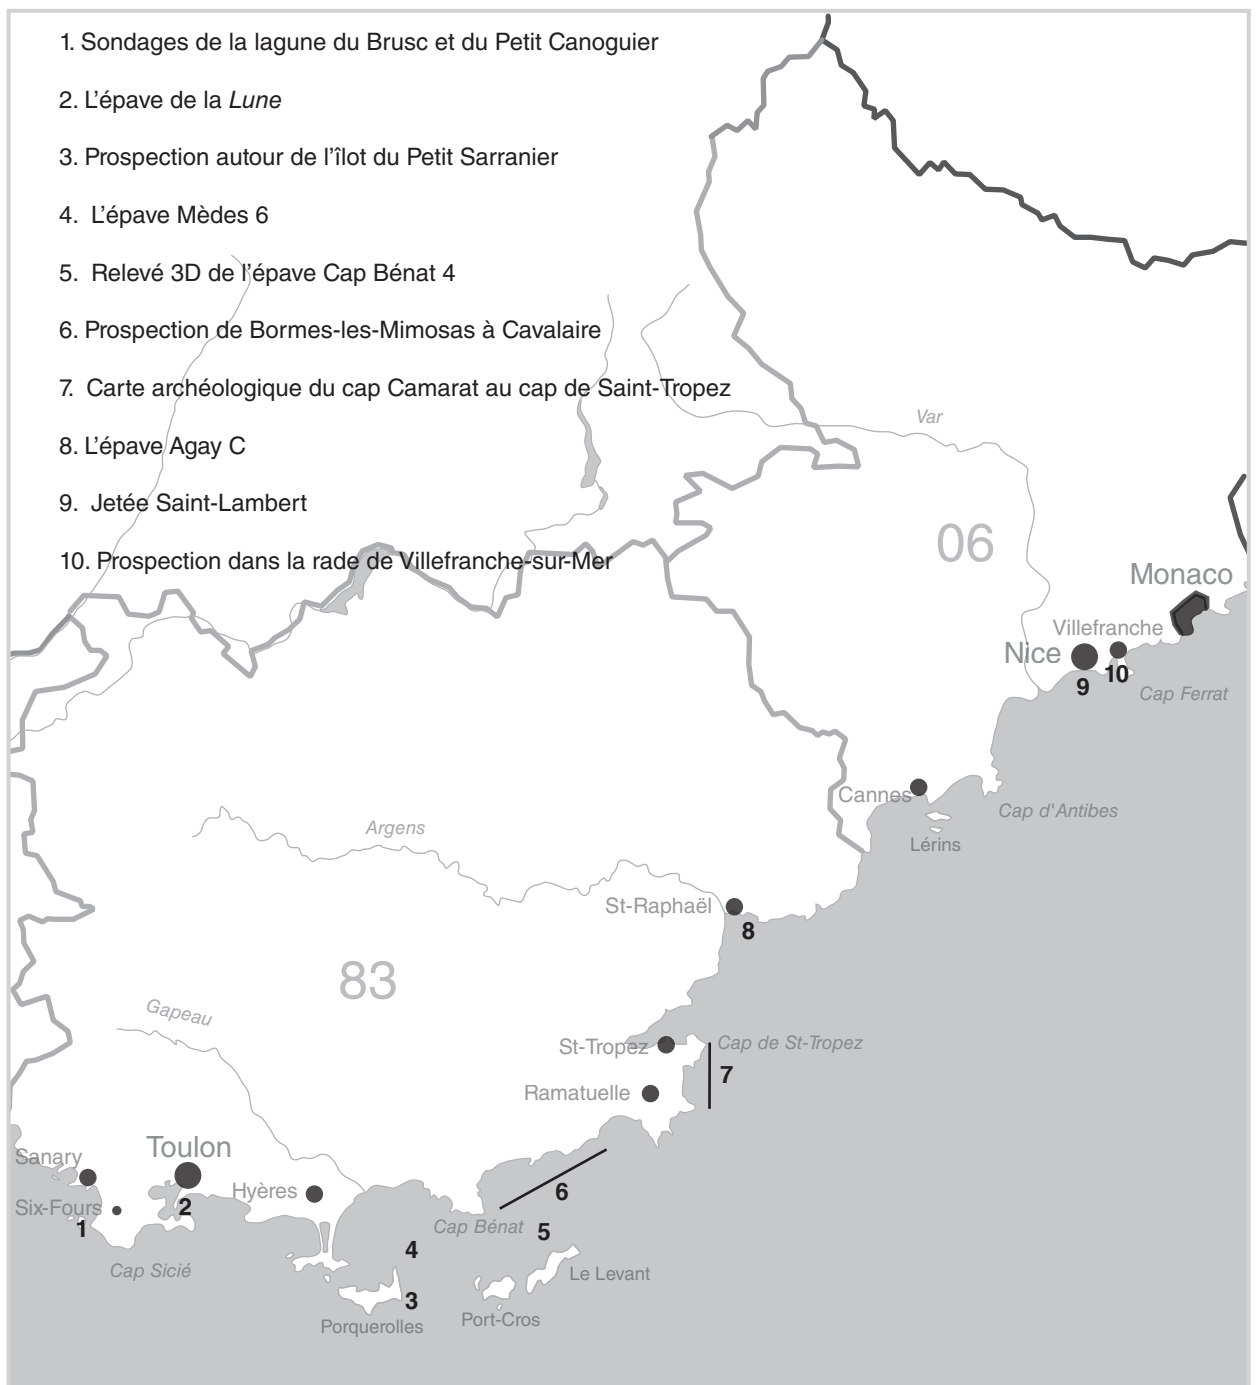 1. Sondages de la lagune du Brusc et du Petit Canoguier
2. L'épave de la Lune
3. Prospection autour de l'îlot du Petit Sarranier
4. L'épave Mèdes 6
5. Relevé 3D de l'épave Cap Bénat 4
6. Prospection de Bormes-les-Mimosas à Cavalaire
7. Carte archéologique du cap Camarat au cap de Saint-Tropez
8. L'épave Agay C
9. Jetée Saint-Lambert
10. Prospection dans la rade de Villefranche-sur-Mer
Var
06
Monaco
Villefranche
Nice
9
10
Cap Ferrat
Cannes
Cap d'Antibes
Lérins
Argens
St-Raphaël
8
83
Gapeau
St-Tropez
Cap de St-Tropez
7
Ramatuelle
Sanary
Toulon
Hyères
6
Six-Fours
2
1
Cap Bénat
5
4
Cap Sicié
Le Levant
3
Port-Cros
Porquerolles